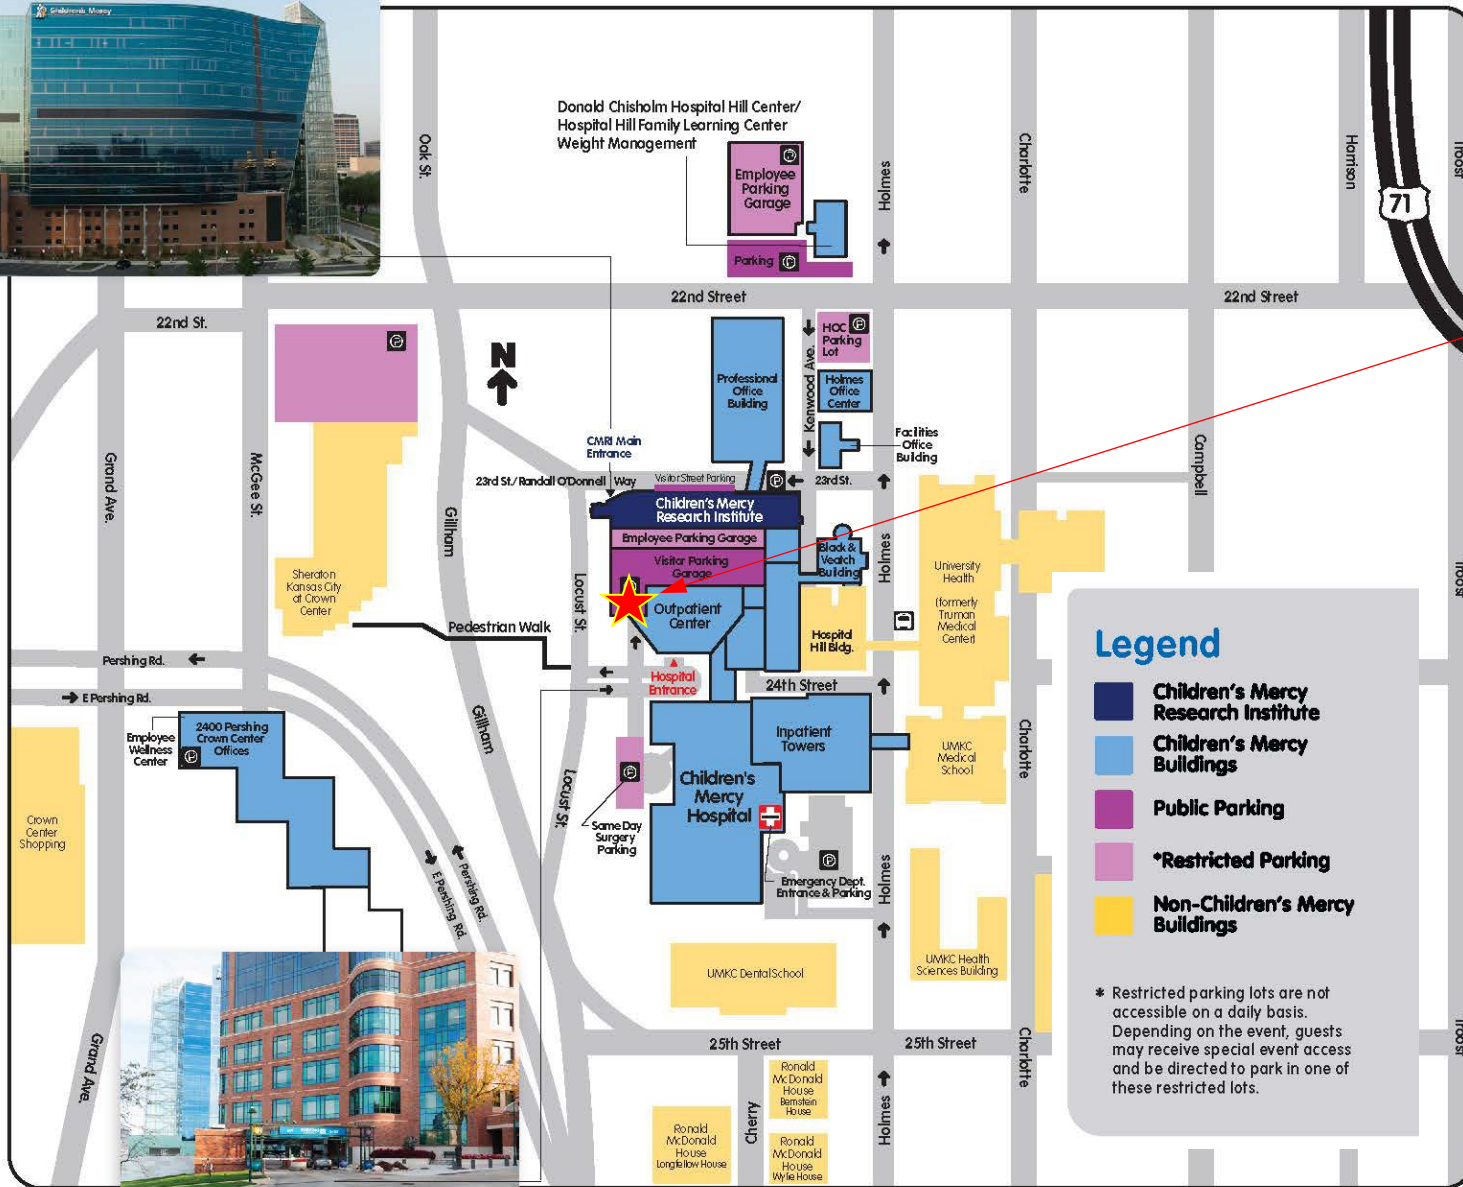 Children's Mercy
Donald Chisholm Hospital Hill Center/
Hospital Hill Family Learning Center
Weight Management
Employee
Parking
Garage
Parking
Oak St.
Holmes
Charlotte
Harrison
Troost
71
22nd Street
22nd Street
22nd St.
N
HOC
Parking
Lot
Professional
Office
Building
Kenwood Ave.
Holmes
Office
Center
Facilities
Office
Building
CMRI Main
Entrance
23rd St./ Randall O'Donnell Way
Visitor Street Parking
23rd St.
Grand Ave.
McGee St.
Gillham
Campbell
Children's Mercy
Research Institute
Employee Parking Garage
Visitor Parking
Garage
Black &
Veatch
Building
Holmes
University
Health
(formerly
Truman
Medical
Center)
Troost
Sheraton
Kansas City
at Crown
Center
Locust St.
Outpatient
Center
Hospital
Hill Bldg.
Pedestrian Walk
Pershing Rd.
E Pershing Rd.
Hospital
Entrance
24th Street
Gillham
Employee
Wellness
Center
2400 Pershing
Crown Center
Offices
Inpatient
Towers
UMKC
Medical
School
Charlotte
Children's
Mercy
Hospital
Locust St.
Same Day
Surgery
Parking
Crown
Center
Shopping
Pershing Rd.
E Pershing Rd.
Emergency Dept.
Entrance & Parking
Holmes
UMKC Dental School
UMKC Health
Sciences Building
25th Street
25th Street
Grand Ave.
Charlotte
Troost
Cherry
Holmes
Ronald
McDonald
House
Longfellow House
Ronald
McDonald
House
Bernstein
House
Ronald
McDonald
House
Wylie House
Legend
Children's Mercy
Research Institute
Children's Mercy
Buildings
Public Parking
*Restricted Parking
Non-Children's Mercy
Buildings
* Restricted parking lots are not
accessible on a daily basis.
Depending on the event, guests
may receive special event access
and be directed to park in one of
these restricted lots.